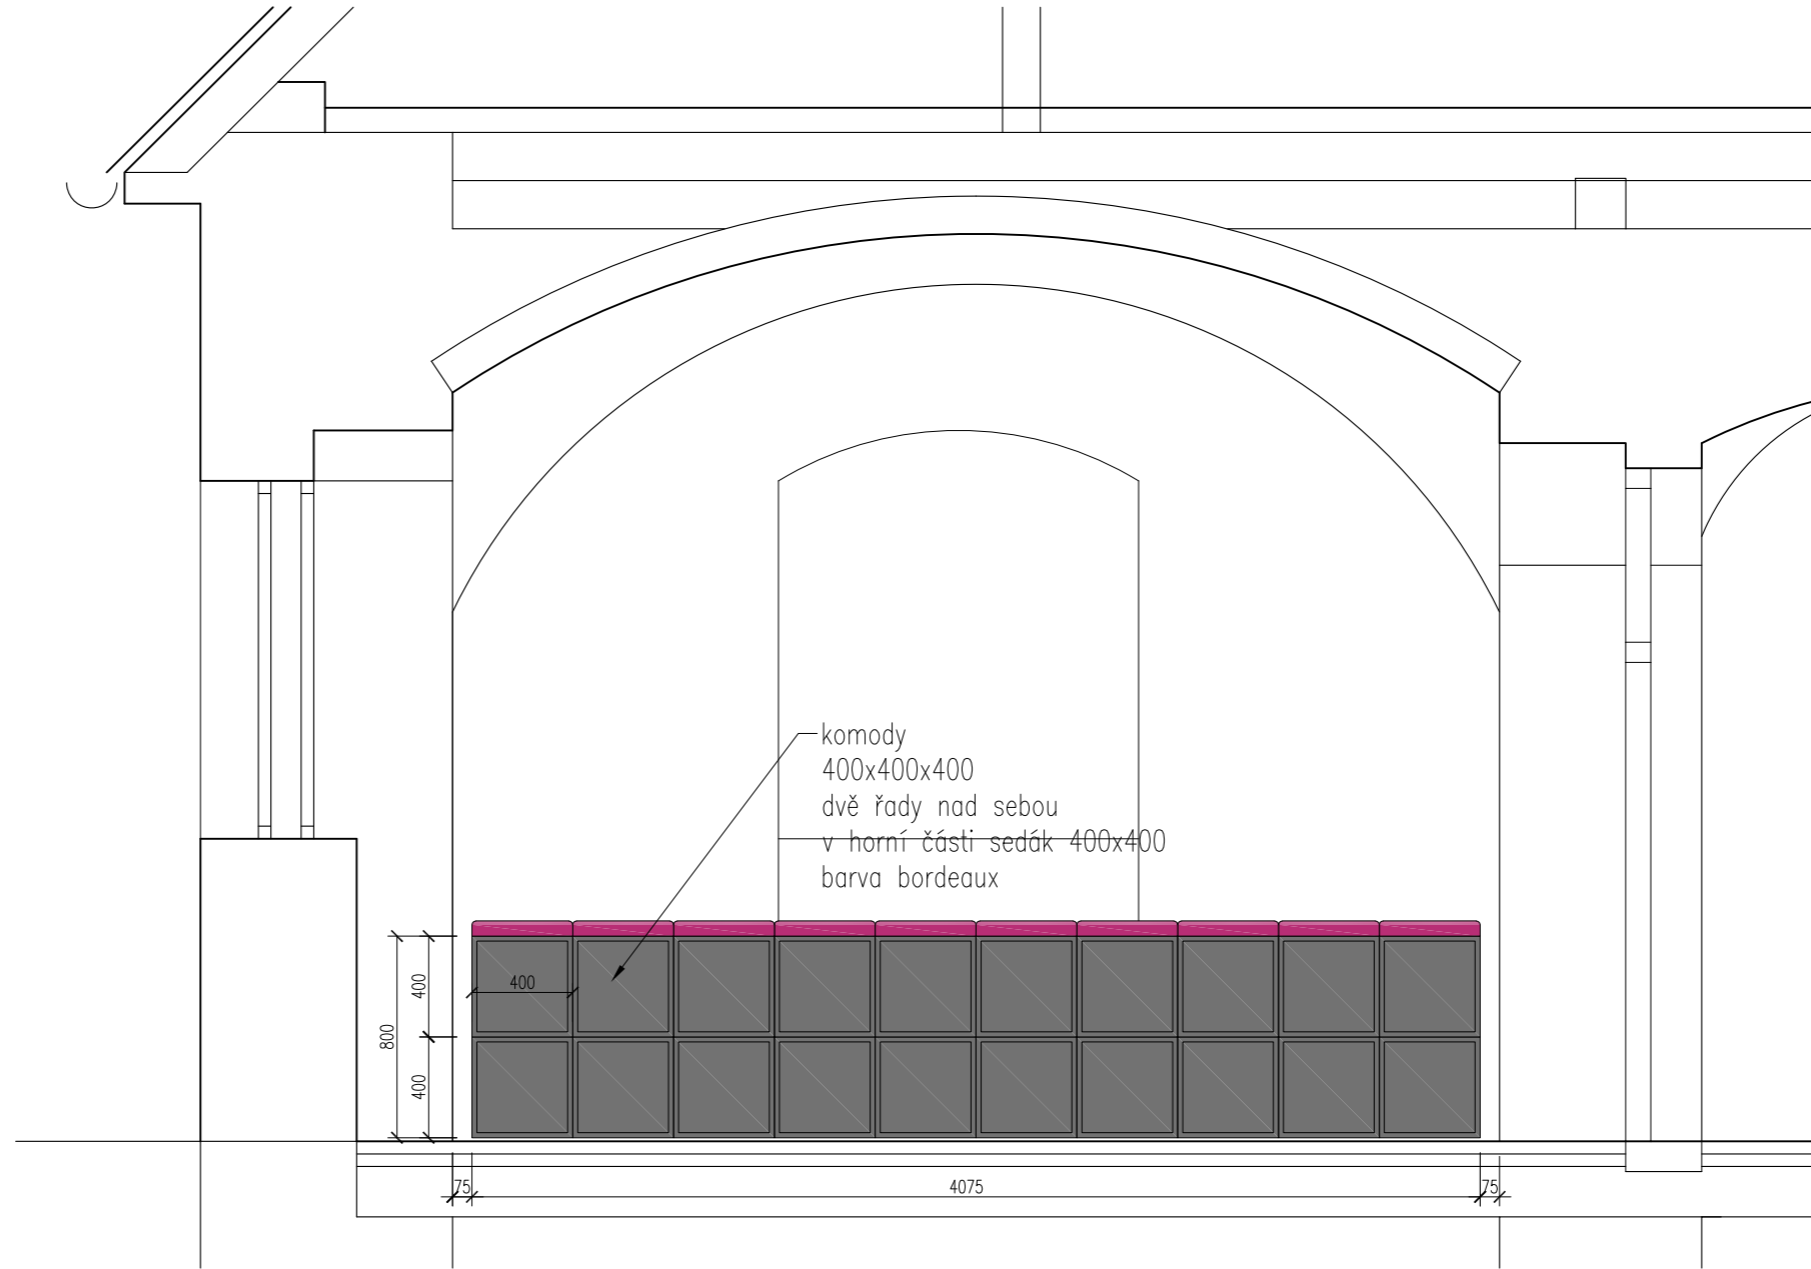 komody
400x400x400
dvě řady nad sebou
v horní části sedák 400x400
barva bordeaux
400
400
800
400
75
4075
75